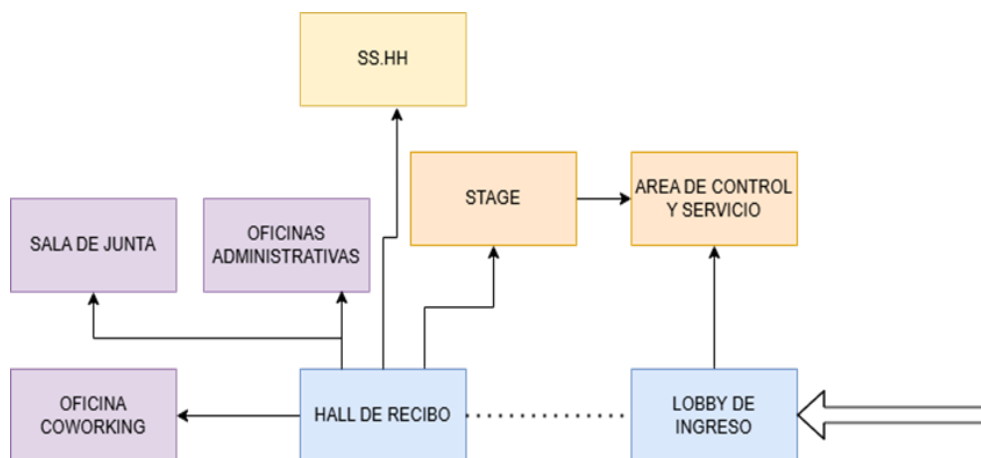 SS.HH
STAGE
AREA DE CONTROL
Y SERVICIO
SALA DE JUNTA
OFICINAS
ADMINISTRATIVAS
OFICINA
COWORKING
HALL DE RECIBO
LOBBY DE
INGRESO